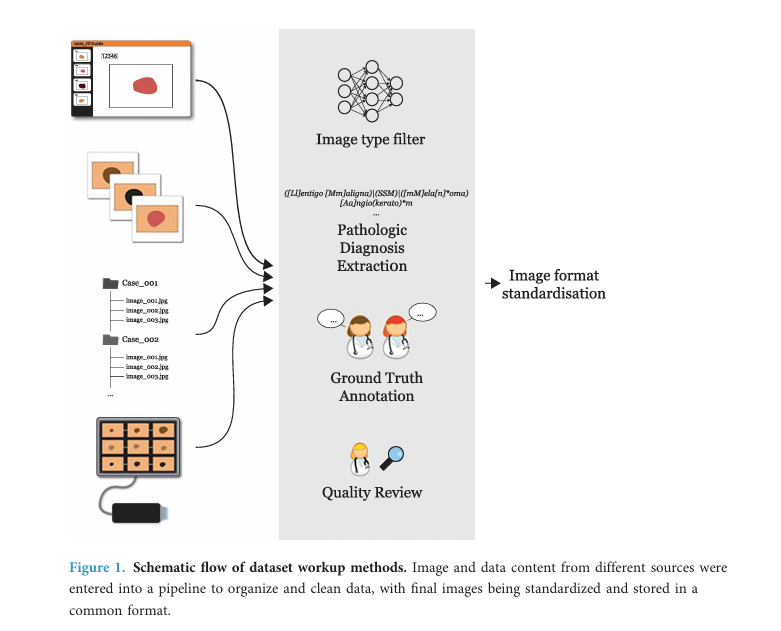 case_2016.pptx
12346
Image type filter
([Ll]entigo [Mm]aligna)|(SSM)|([mM]ela[n]*oma)
[Aa]ngio(kerato)*m
...
Pathologic
Diagnosis
Extraction
Case_001
image_001.jpg
image_002.jpg
image_003.jpg
Case_002
image_001.jpg
image_002.jpg
image_003.jpg
...
...
...
Ground Truth
Annotation
Quality Review
Image format
standardisation
Figure 1. Schematic flow of dataset workup methods. Image and data content from different sources were
entered into a pipeline to organize and clean data, with final images being standardized and stored in a
common format.